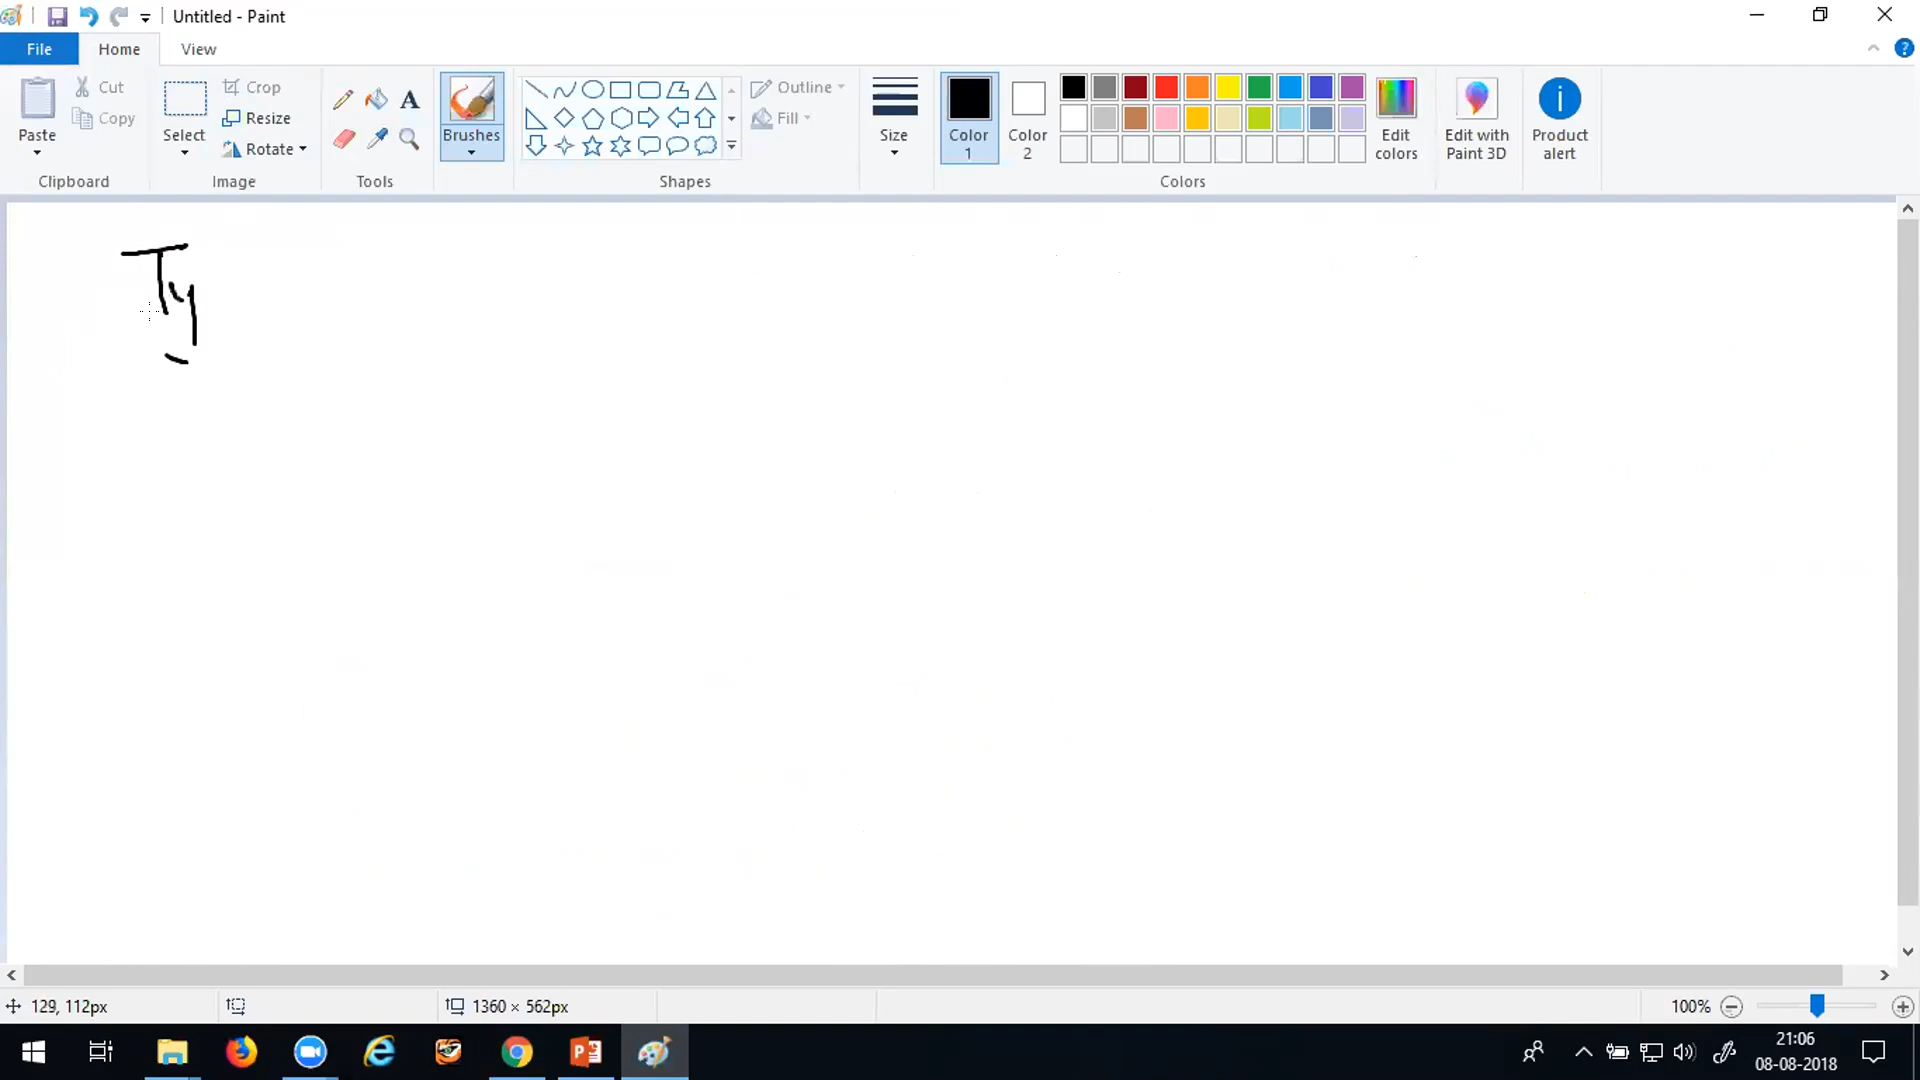 Untitled - Paint
File Home View
Paste Cut Copy Clipboard
Select Crop Resize Rotate Image
A Tools
Brushes
Shapes Outline Fill
Size
Color 1 Color 2 Edit colors Colors
Edit with Paint 3D
Product alert
Ty
129, 112px 1360 × 562px 100%
21:06
08-08-2018